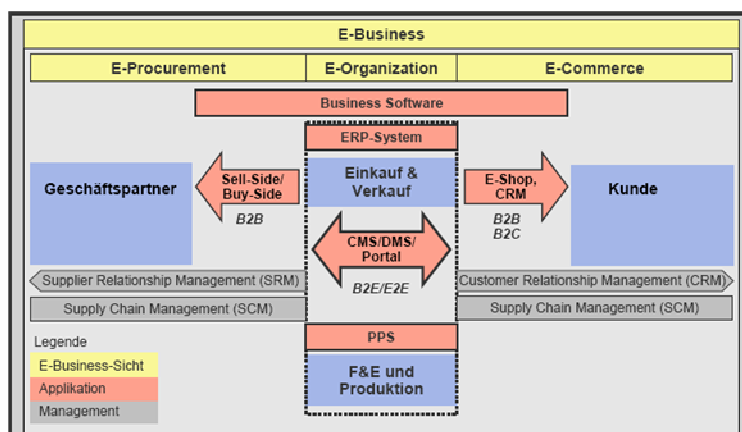 E-Business
E-Procurement
E-Organization
E-Commerce
Business Software
ERP-System
Geschäftspartner
Sell-Side/
Buy-Side
B2B
Einkauf &
Verkauf
E-Shop,
CRM
B2B
B2C
Kunde
CMS/DMS/
Portal
B2E/E2E
Supplier Relationship Management (SRM)
Customer Relationship Management (CRM)
Supply Chain Management (SCM)
Supply Chain Management (SCM)
PPS
F&E und
Produktion
Legende
E-Business-Sicht
Applikation
Management